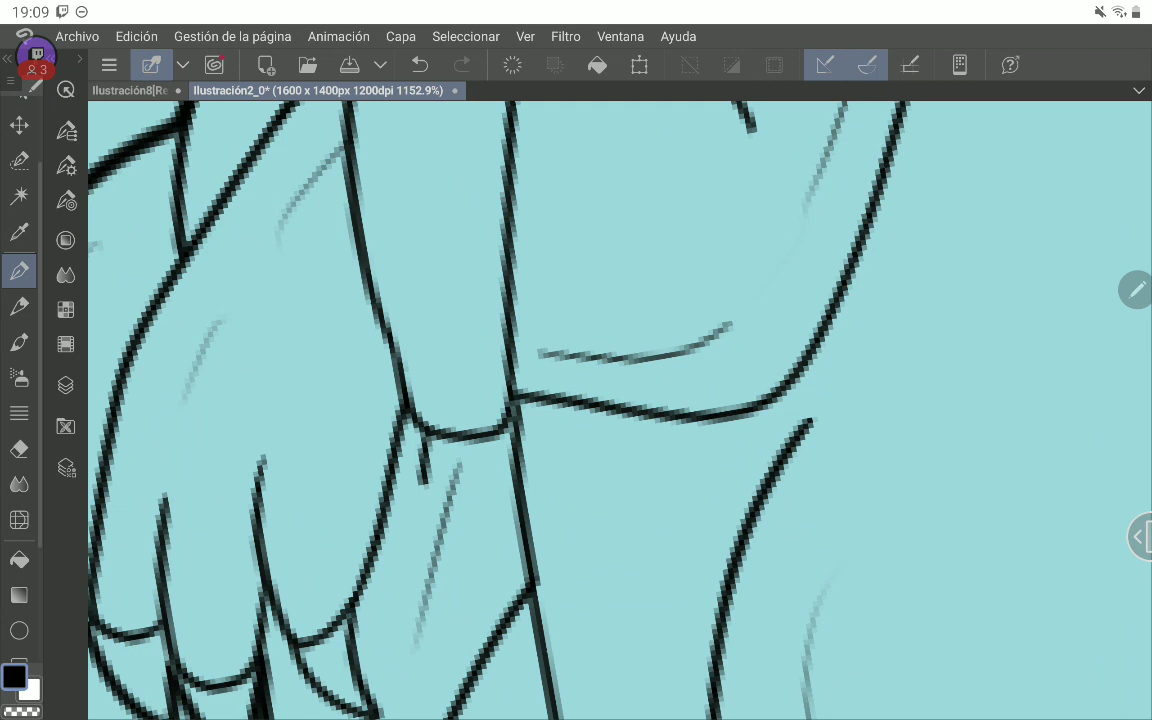 19:09
Archivo Edición Gestión de la página Animación Capa Seleccionar Ver Filtro Ventana Ayuda
3
Ilustración8[Re Ilustración2_0* (1600 x 1400px 1200dpi 1152.9%)